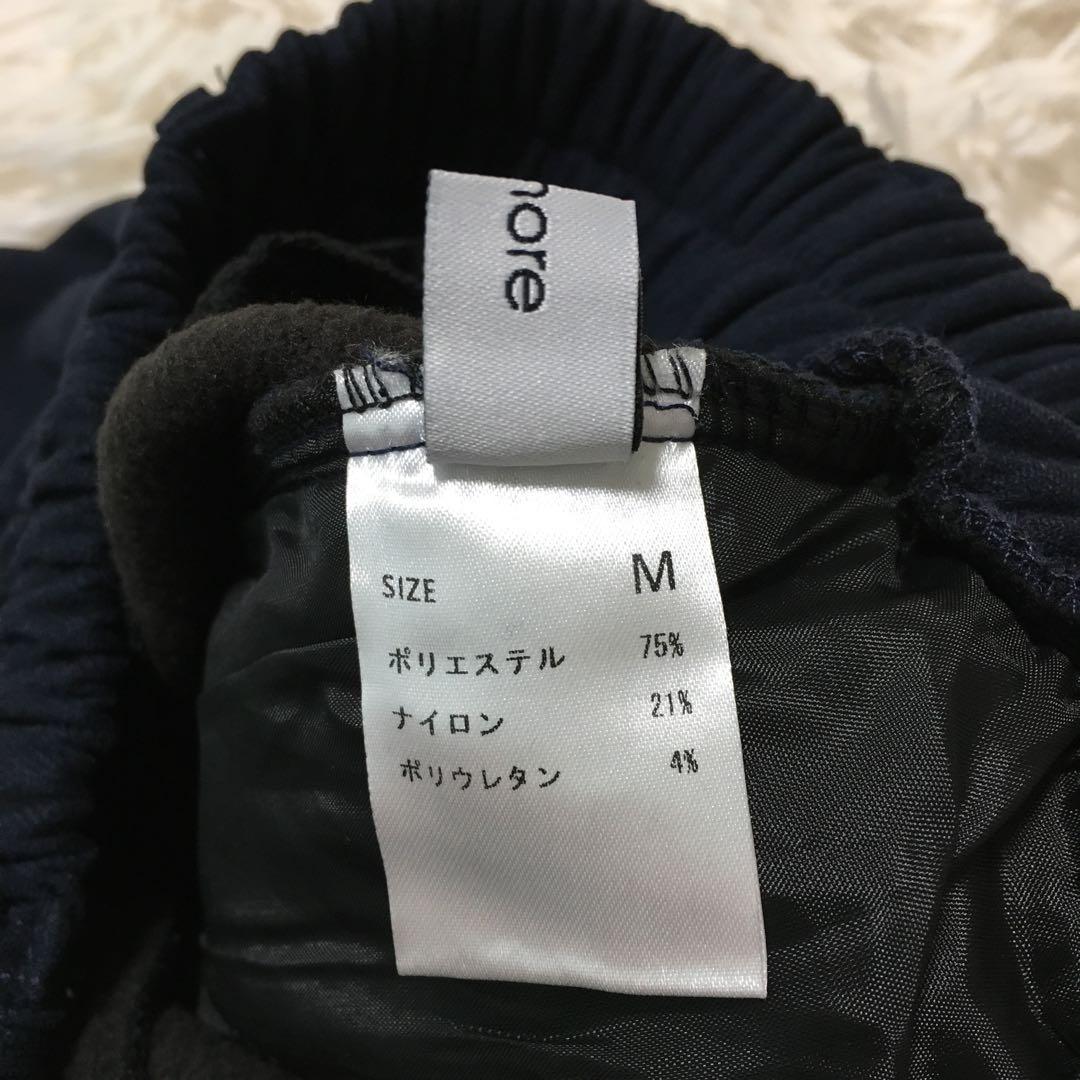 more
SIZE M
ポリエステル 75%
ナイロン 21%
ポリウレタン 4%